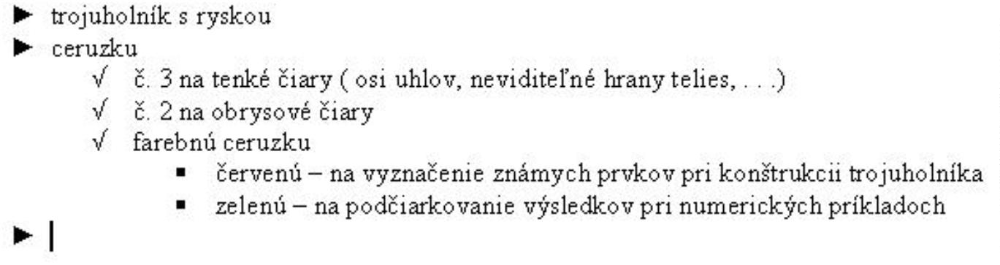 ► trojuholník s ryskou
► ceruzku
√ č. 3 na tenké čiary ( osi uhlov, neviditeľné hrany telies, . . .)
√ č. 2 na obrysové čiary
√ farebnú ceruzku
▪ červenú – na vyznačenie známych prvkov pri konštrukcii trojuholníka
▪ zelenú – na podčiarkovanie výsledkov pri numerických príkladoch
►